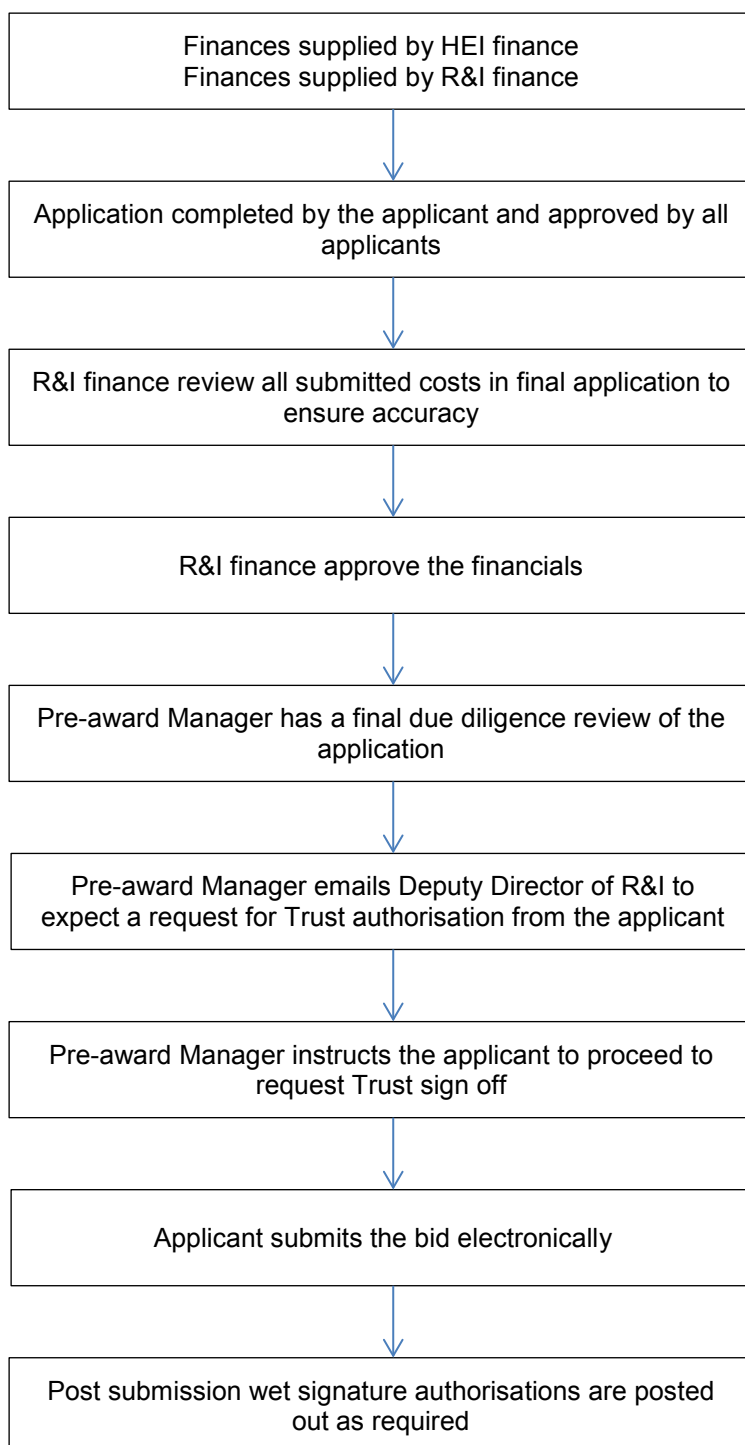 Finances supplied by HEI finance
Finances supplied by R&I finance
Application completed by the applicant and approved by all
applicants
R&I finance review all submitted costs in final application to
ensure accuracy
R&I finance approve the financials
Pre-award Manager has a final due diligence review of the
application
Pre-award Manager emails Deputy Director of R&I to
expect a request for Trust authorisation from the applicant
Pre-award Manager instructs the applicant to proceed to
request Trust sign off
Applicant submits the bid electronically
Post submission wet signature authorisations are posted
out as required